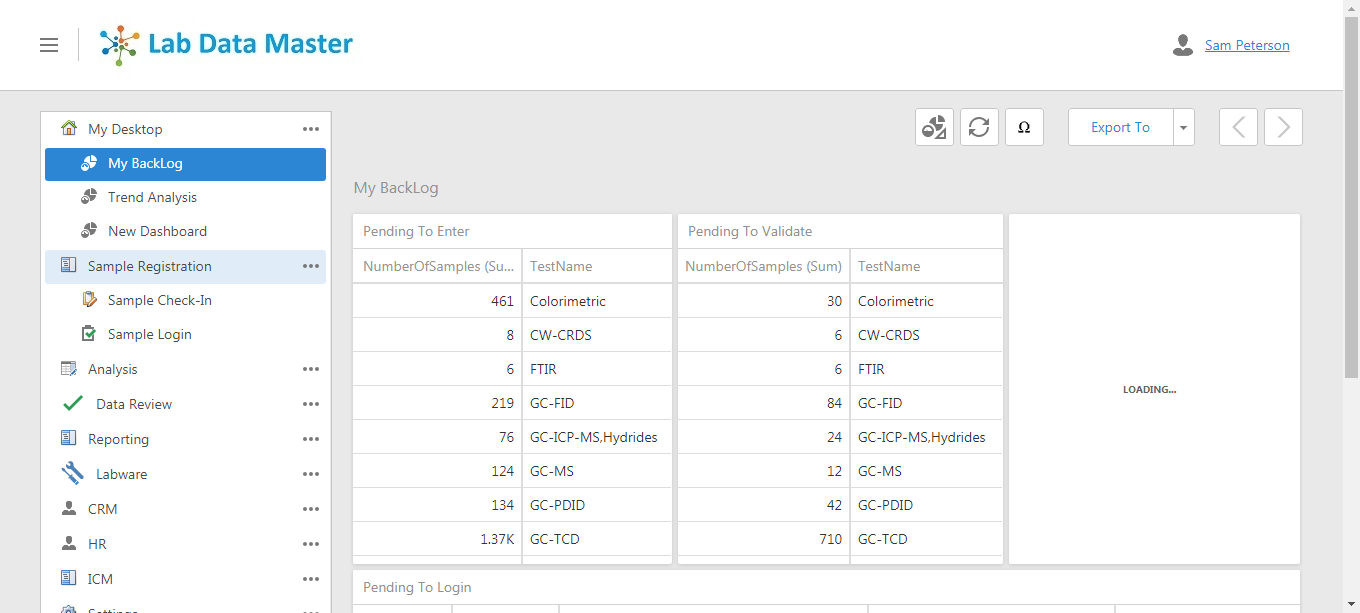 Lab Data Master
Sam Peterson
My Desktop
My BackLog
Trend Analysis
New Dashboard
Sample Registration
Sample Check-In
Sample Login
Analysis
Data Review
Reporting
Labware
CRM
HR
ICM
Settings
Ω
Export To
My BackLog
Pending To Enter
NumberOfSamples (Su... TestName
461 Colorimetric
8 CW-CRDS
6 FTIR
219 GC-FID
76 GC-ICP-MS,Hydrides
124 GC-MS
134 GC-PDID
1.37K GC-TCD
Pending To Validate
NumberOfSamples (Sum) TestName
30 Colorimetric
6 CW-CRDS
6 FTIR
84 GC-FID
24 GC-ICP-MS,Hydrides
12 GC-MS
42 GC-PDID
710 GC-TCD
LOADING...
Pending To Login